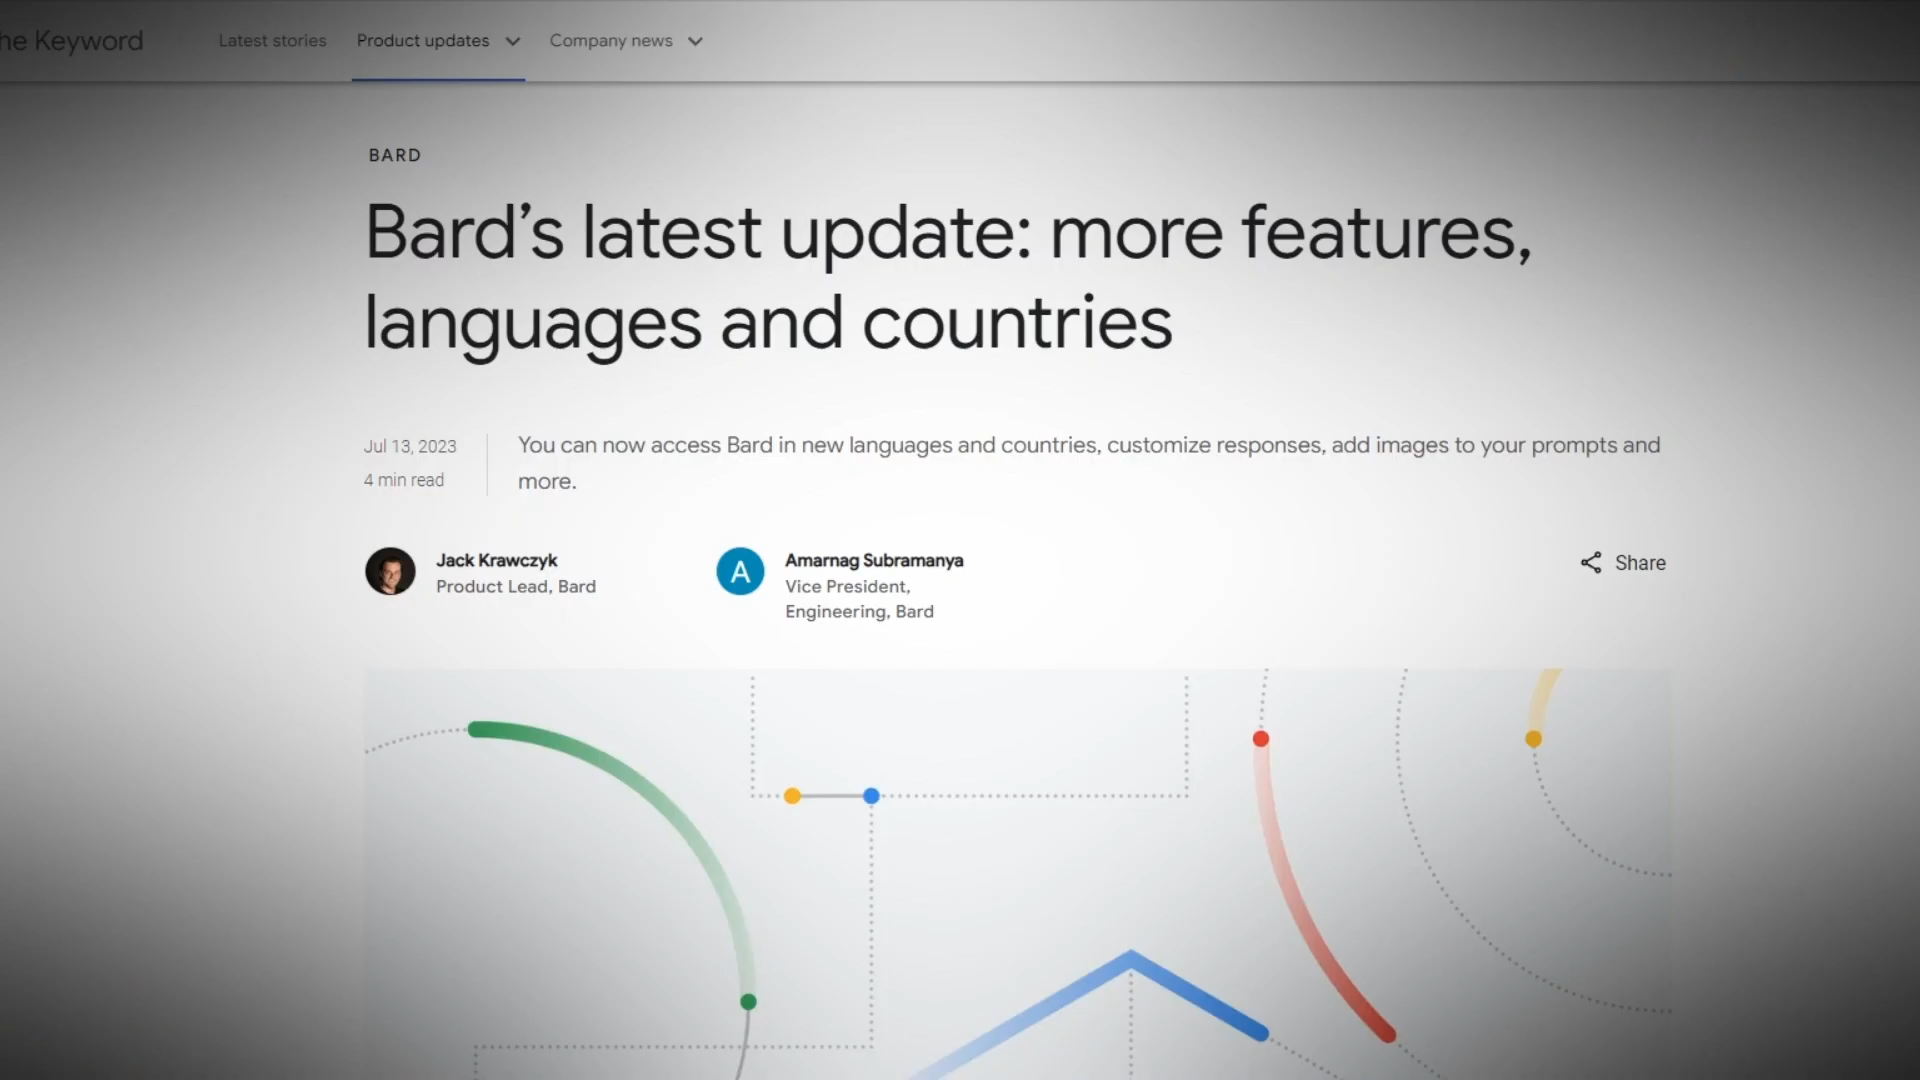 he Keyword
Latest stories
Product updates
Company news
BARD
Bard’s latest update: more features,
languages and countries
Jul 13, 2023
4 min read
You can now access Bard in new languages and countries, customize responses, add images to your prompts and
more.
Jack Krawczyk
Product Lead, Bard
A
Amarnag Subramanya
Vice President,
Engineering, Bard
Share